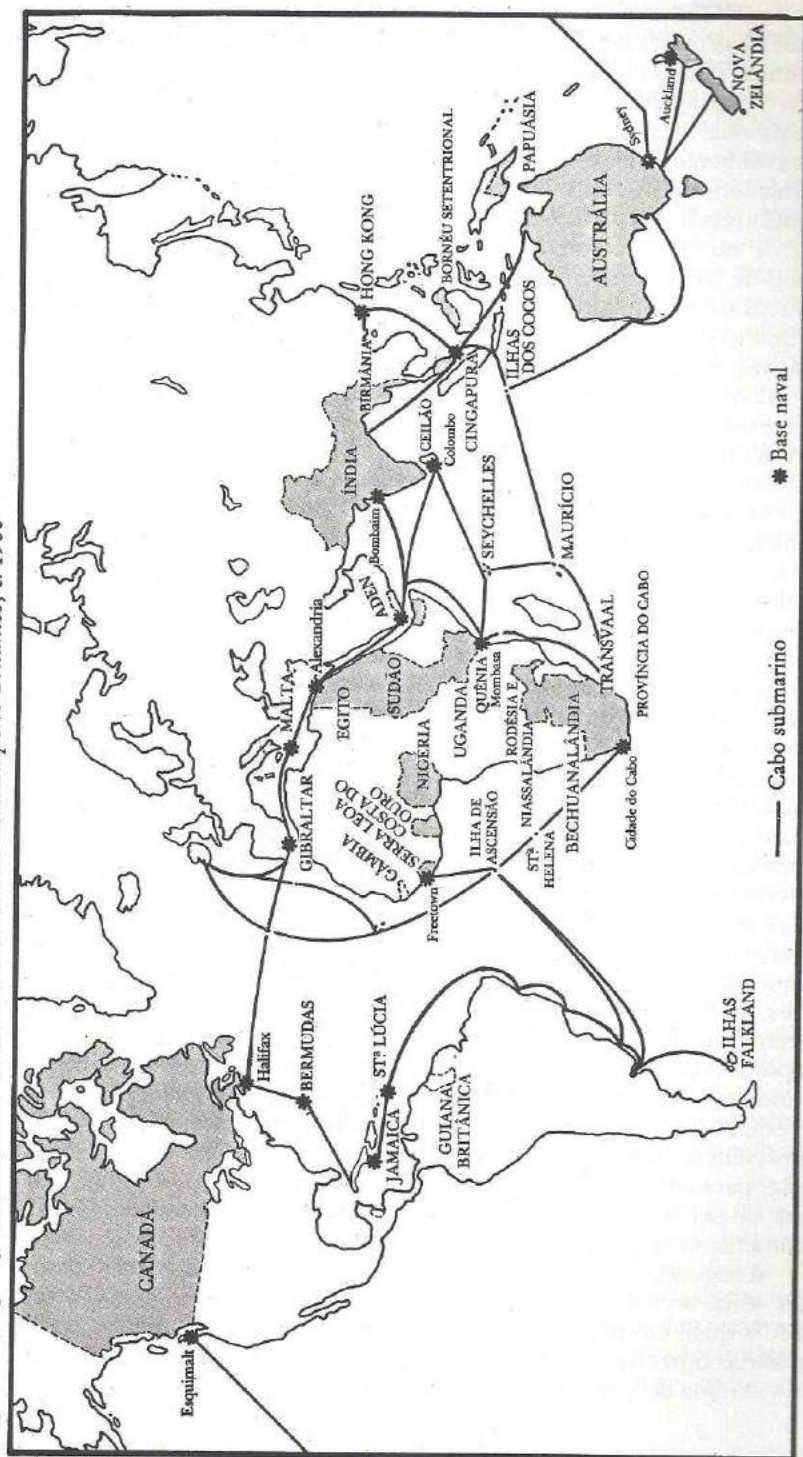 CANADÁ
Esquimalt
Halifax
BERMUDAS
JAMAICA
STª LÚCIA
GUIANA
BRITÂNICA
ILHAS
FALKLAND
GIBRALTAR
MALTA
Alexandria
EGITO
SUDÃO
ADEN
GÂMBIA
SERRA LEOA
COSTA DO
OURO
NIGÉRIA
UGANDA
QUÊNIA
Mombasa
Freetown
ILHA DE
ASCENSÃO
STª
HELENA
RODÉSIA E
NIASSALÂNDIA
BECHUANALÂNDIA
TRANSVAAL
Cidade do Cabo
PROVÍNCIA DO CABO
ÍNDIA
Bombaim
BIRMÂNIA
CEILÃO
Colombo
SEYCHELLES
MAURÍCIO
HONG KONG
CINGAPURA
BORNÉU SETENTRIONAL
ILHAS
DOS COCOS
PAPUÁSIA
AUSTRÁLIA
Sydney
Auckland
NOVA
ZELÂNDIA
Cabo submarino
Base naval